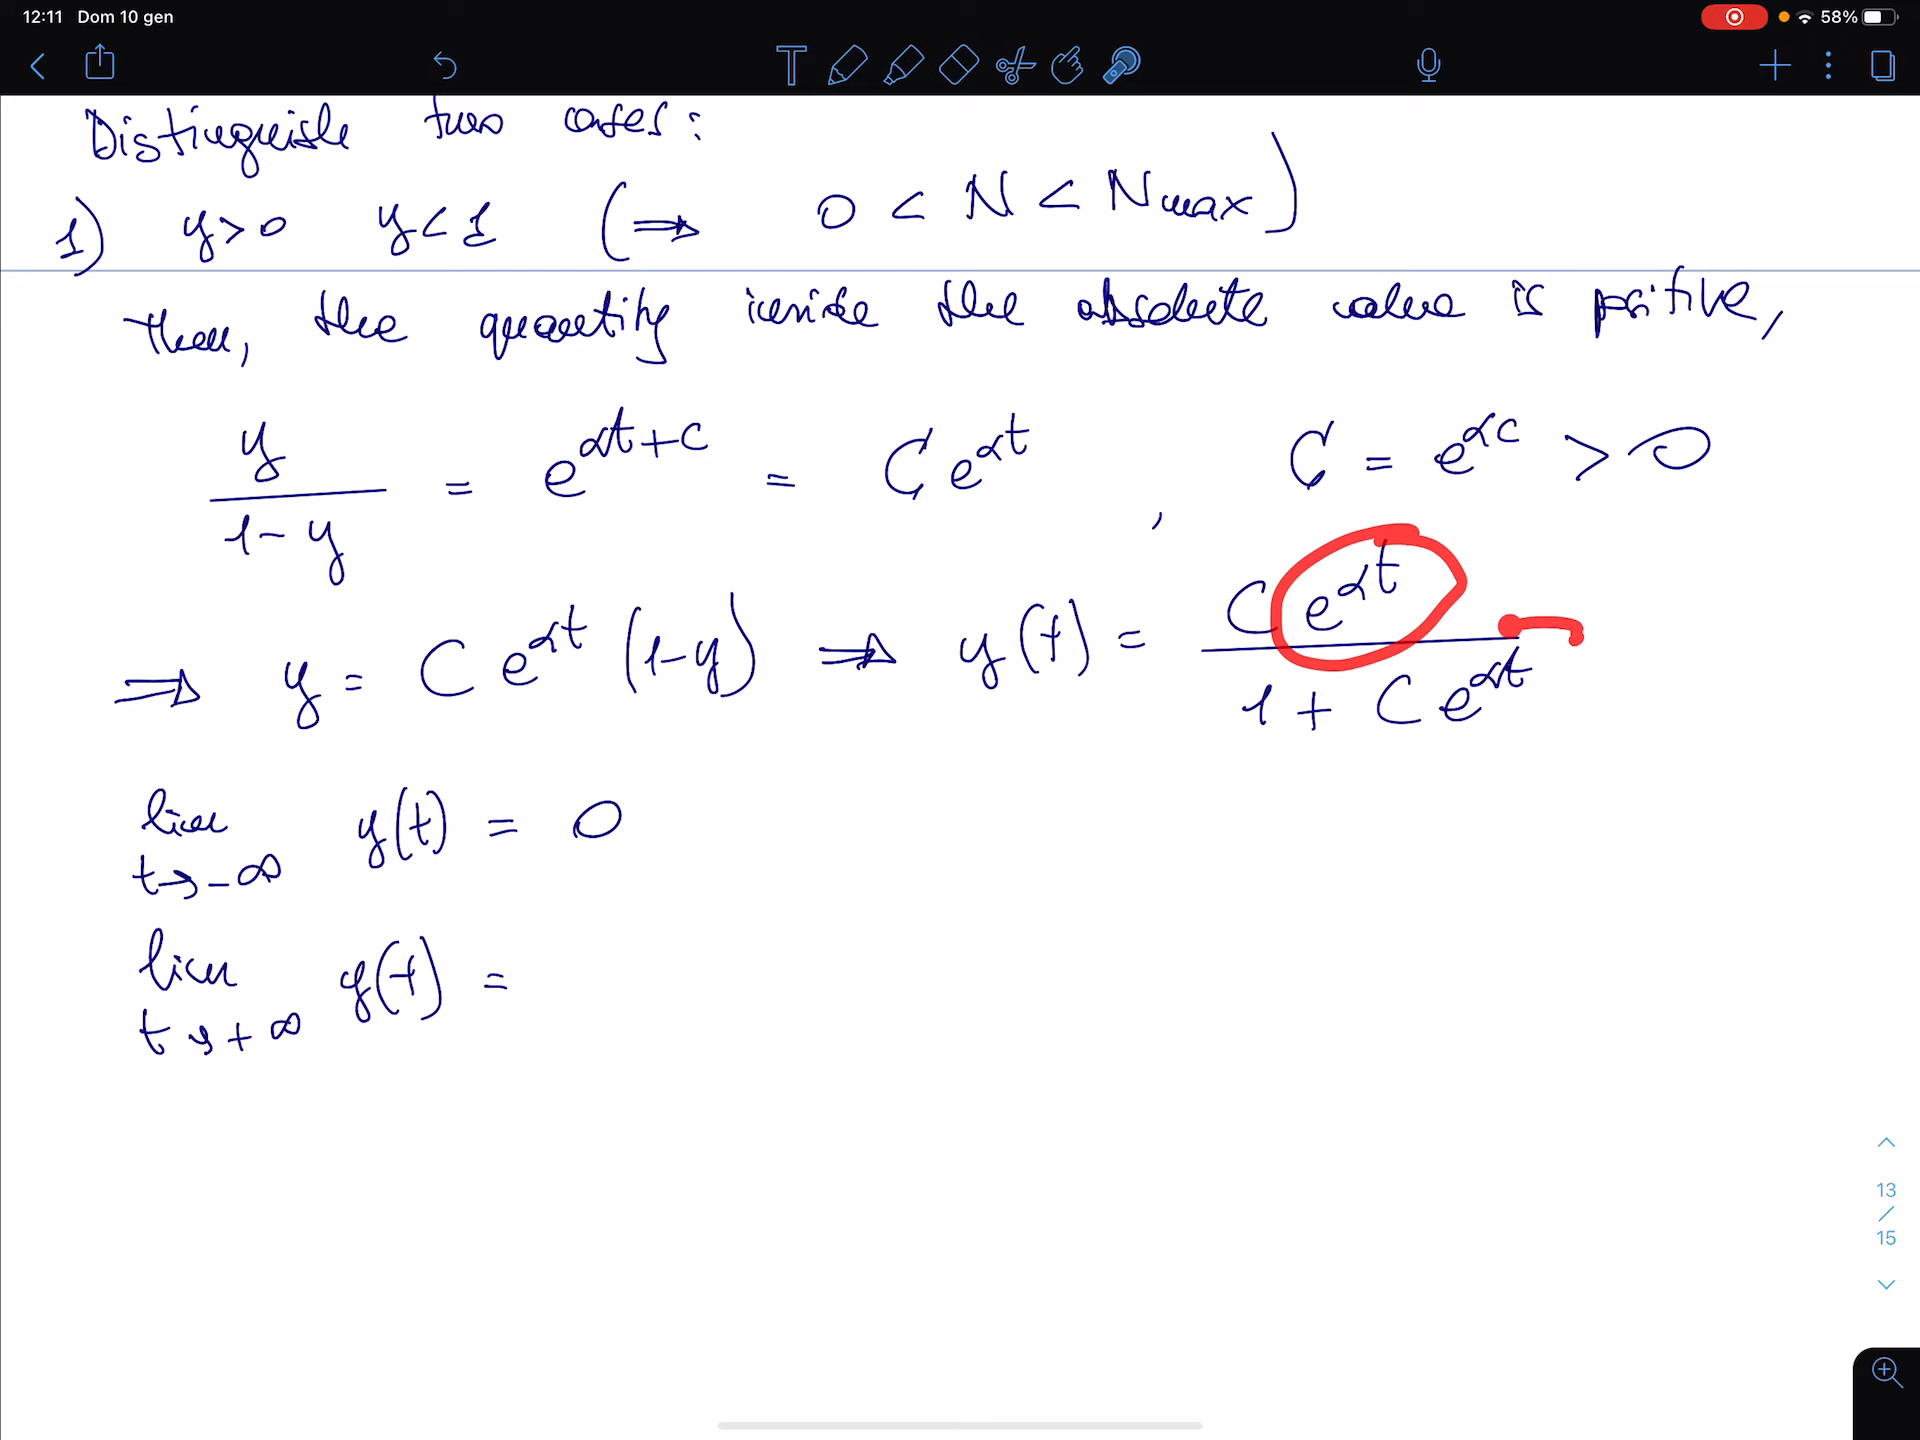 12:11 Dom 10 gen 58%
T
Distinguish two cases:
1) y>0 y<1 (⇒ 0 < N < Nmax)
then, the quantity inside the absolute value is positive,
y/(1-y) = e^(αt+c) = C e^(αt) , C = e^(αc) > 0
⇒ y = C e^(αt) (1-y) ⇒ y(t) = C e^(αt) / (1 + C e^(αt))
lim t→-∞ y(t) = 0
lim t→+∞ y(t) =
13
/
15